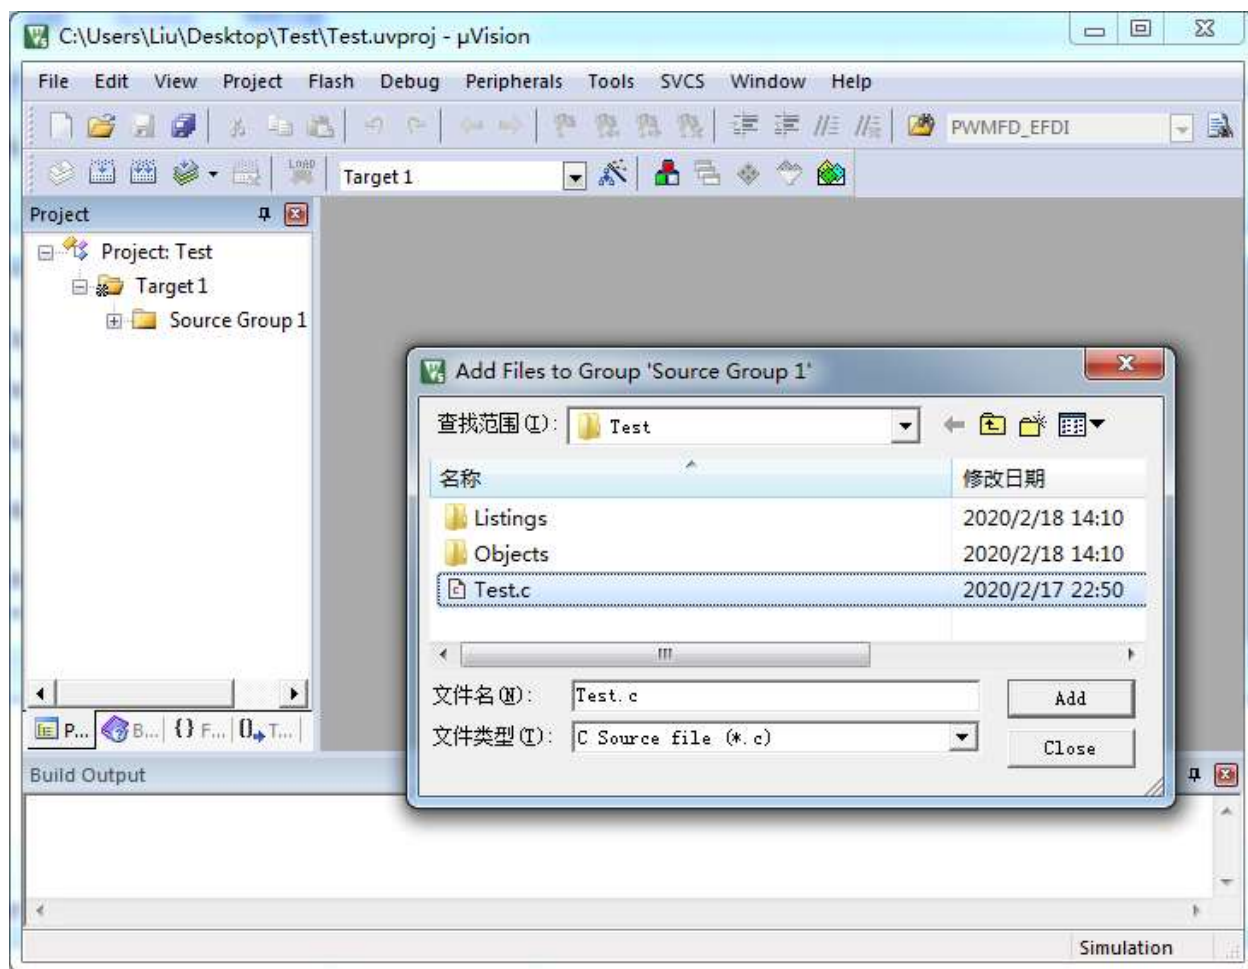 C:\Users\Liu\Desktop\Test\Test.uvproj - µVision
File Edit View Project Flash Debug Peripherals Tools SVCS Window Help
PWMFD_EFDI
LOAD Target 1
Project
Project: Test
Target 1
Source Group 1
Add Files to Group 'Source Group 1'
查找范围(I): Test
名称 修改日期
Listings 2020/2/18 14:10
Objects 2020/2/18 14:10
Test.c 2020/2/17 22:50
文件名(N): Test.c Add
文件类型(T): C Source file (*.c) Close
P... B... {} F... 0 T...
Build Output
Simulation